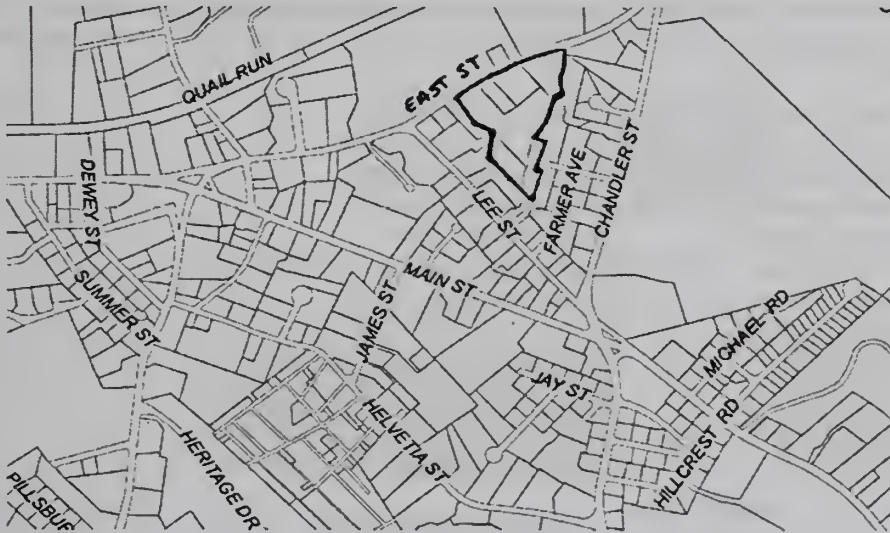 QUAIL RUN
EAST ST
DEWEY ST
LEE ST
FARMER AVE
CHANDLER ST
SUMMER ST
MAIN ST
JAMES ST
MICHAEL RD
JAY ST
HELVETIA ST
HILLCREST RD
HERITAGE DR
PILLSBUR